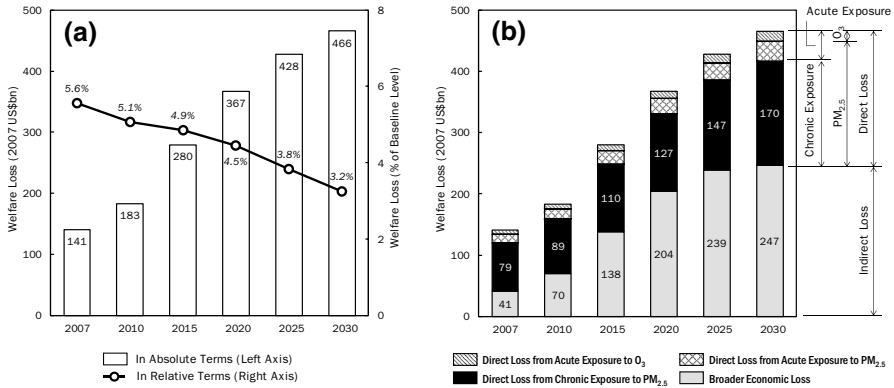 (a)
Welfare Loss (2007 US$bn)
500
400
300
200
100
0
8
6
4
2
0
Welfare Loss (% of Baseline Level)
5.6%
5.1%
4.9%
4.5%
3.8%
3.2%
141
183
280
367
428
466
2007 2010 2015 2020 2025 2030
In Absolute Terms (Left Axis)
In Relative Terms (Right Axis)
(b)
Welfare Loss (2007 US$bn)
500
400
300
200
100
0
79
89
110
127
147
170
41
70
138
204
239
247
2007 2010 2015 2020 2025 2030
Acute Exposure
O3
Chronic Exposure
PM2.5
Direct Loss
Indirect Loss
Direct Loss from Acute Exposure to O3
Direct Loss from Acute Exposure to PM2.5
Direct Loss from Chronic Exposure to PM2.5
Broader Economic Loss